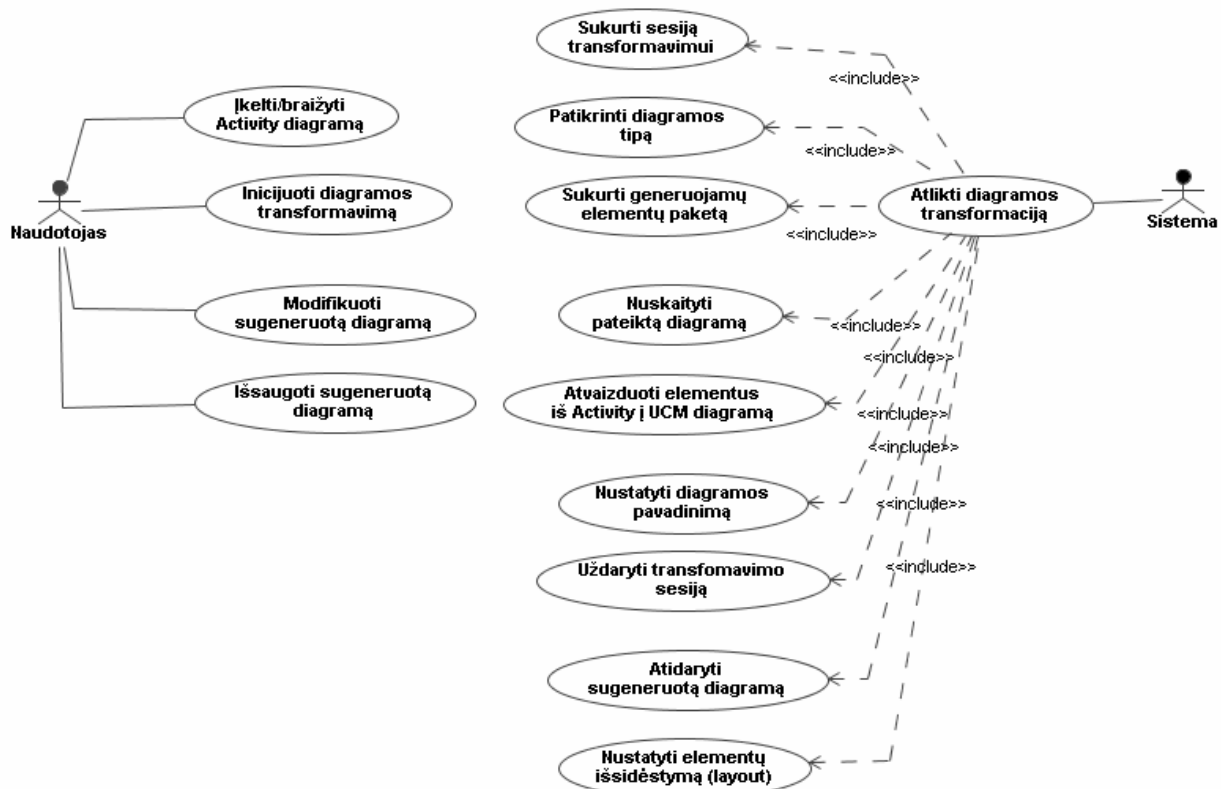 Sukurti sesiją
transformavimui
<<include>>
Įkelti/braižyti
Activity diagramą
Patikrinti diagramos
tipą
<<include>>
Inicijuoti diagramos
transformavimą
Naudotojas
Sukurti generuojamų
elementų paketą
<<include>>
Atlikti diagramos
transformaciją
Sistema
Modifikuoti
sugeneruotą diagramą
Nuskaityti
pateiktą diagramą
<<include>>
<<include>>
Išsaugoti sugeneruotą
diagramą
Atvaizduoti elementus
iš Activity į UCM diagramą
<<include>>
<<include>>
Nustatyti diagramos
pavadinimą
<<include>>
Uždaryti transfomavimo
sesiją
<<include>>
Atidaryti
sugeneruotą diagramą
Nustatyti elementų
išsidėstymą (layout)